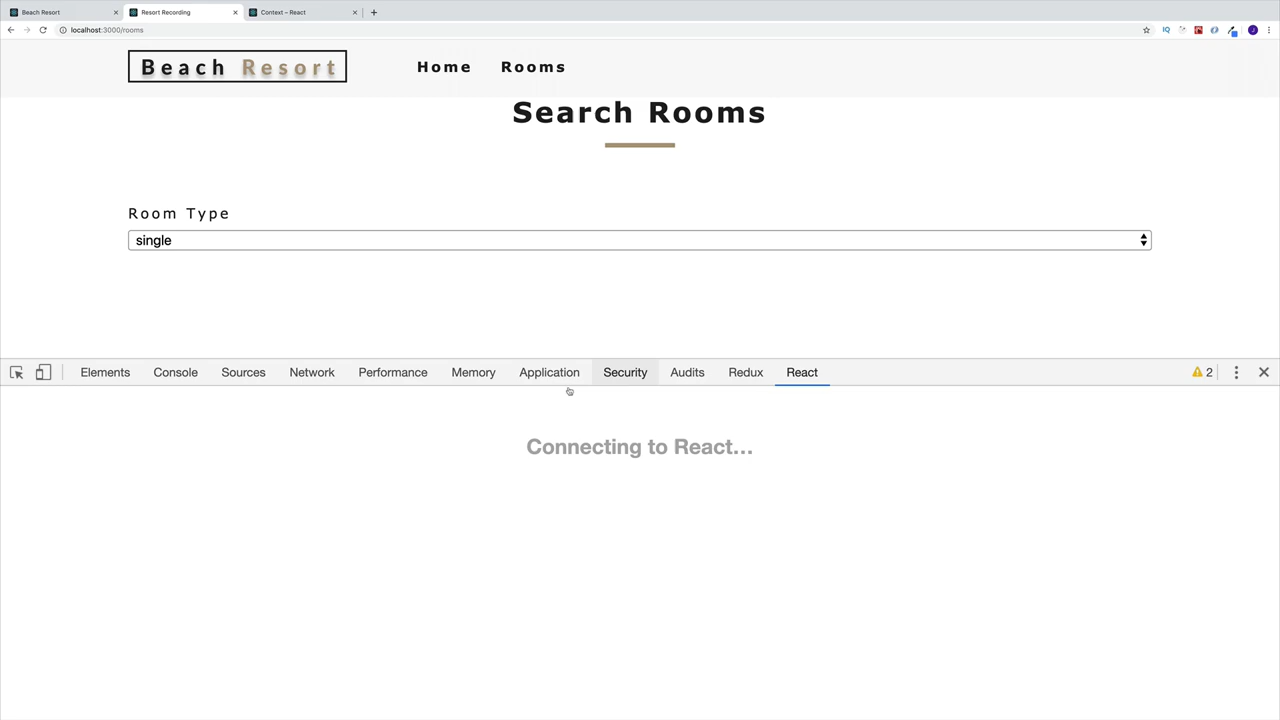 Beach Resort
Resort Recording
Context – React
localhost:3000/rooms
Beach Resort
Home
Rooms
Search Rooms
Room Type
single
Elements
Console
Sources
Network
Performance
Memory
Application
Security
Audits
Redux
React
2
Connecting to React...